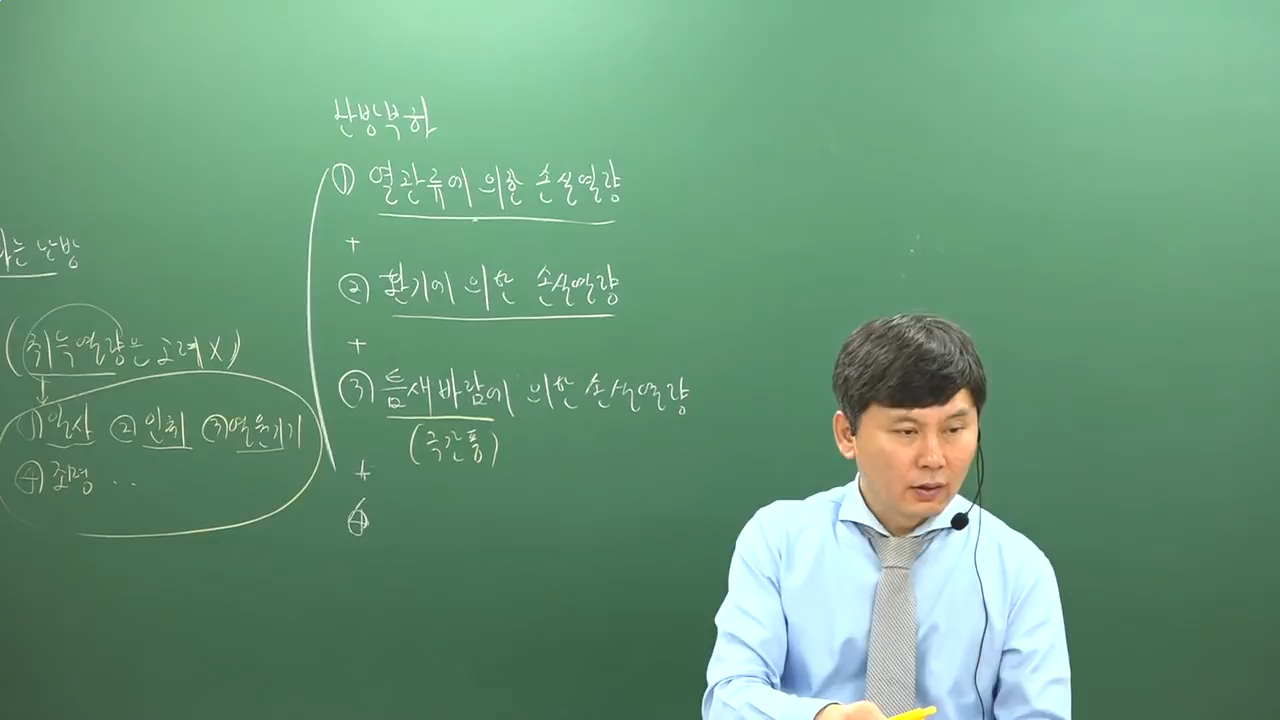 하는 난방
(취득열량은 고려 X)
① 일사 ② 인체 ③ 열원기기
④ 조명 ..
난방부하
① 열관류에 의한 손실열량
+
② 환기에 의한 손실열량
+
③ 틈새바람에 의한 손실열량
(극간풍)
+
④